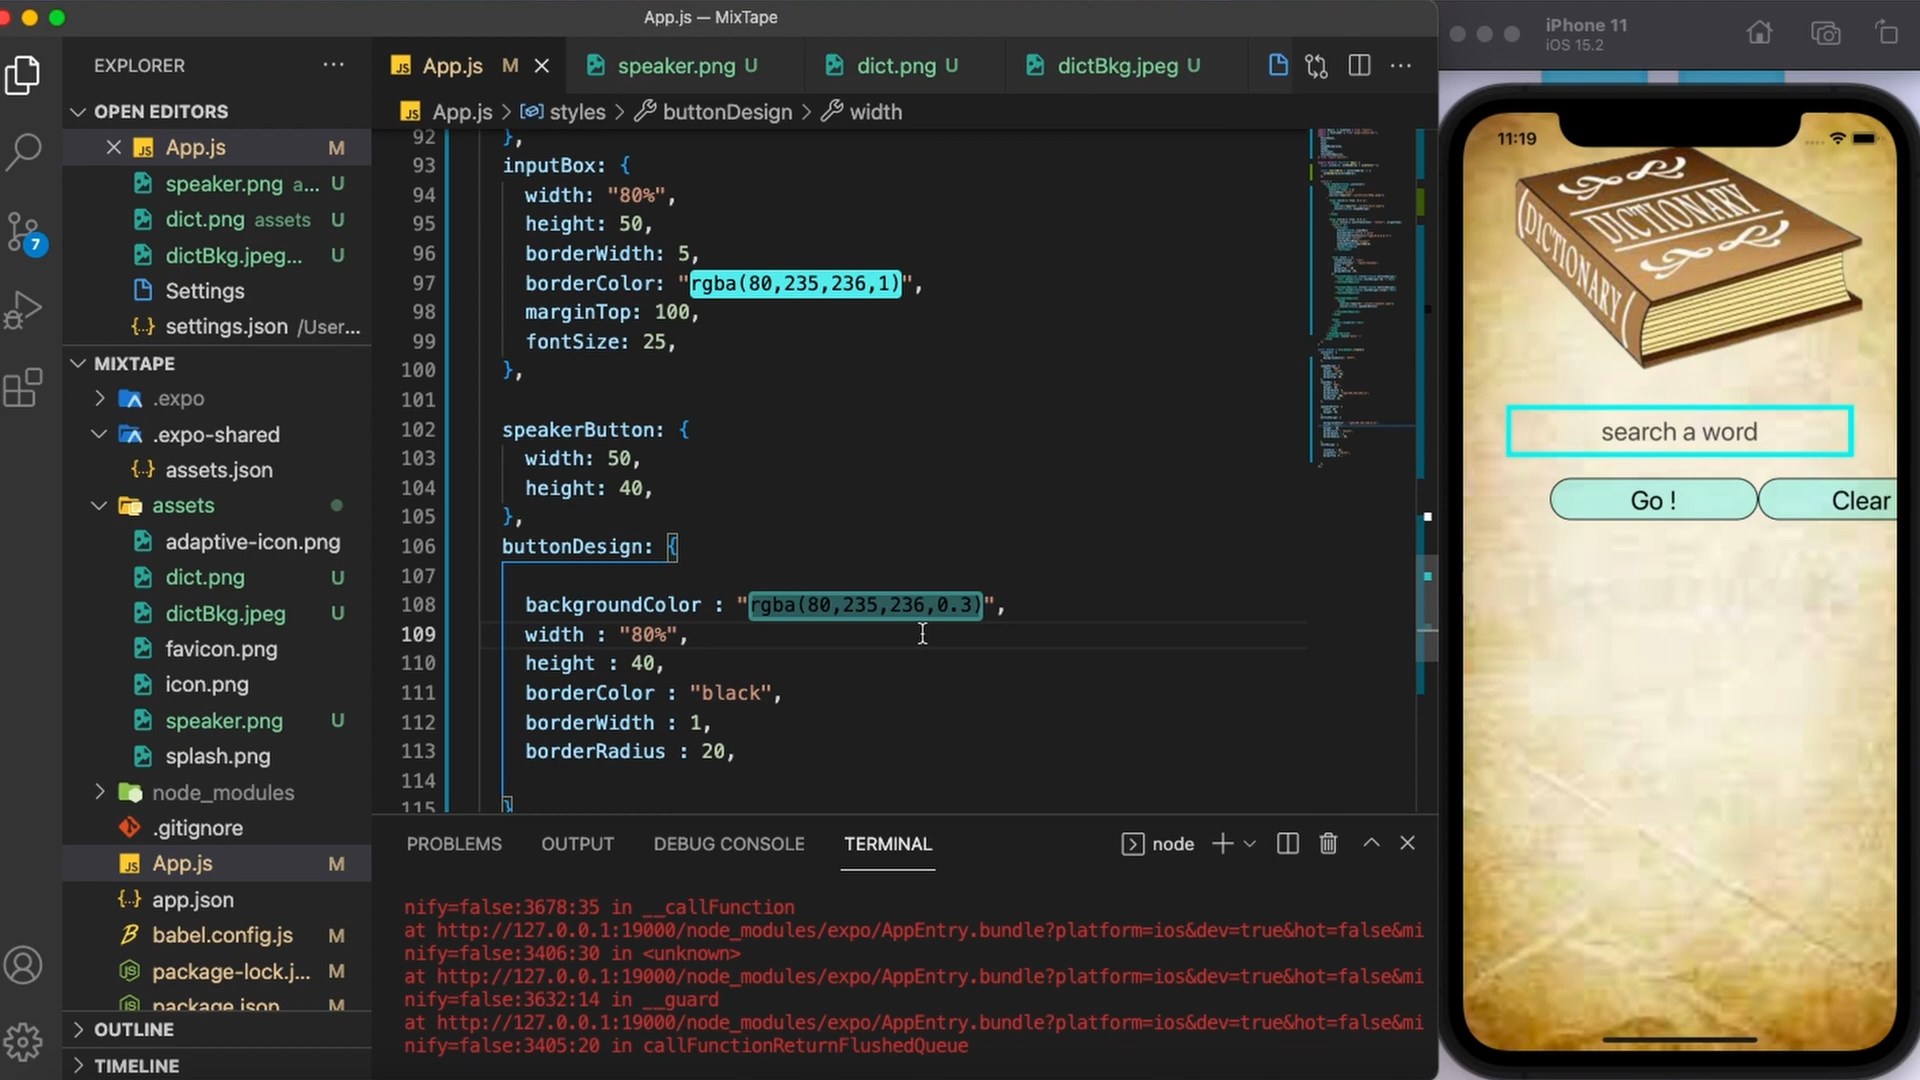 App.js — MixTape
iPhone 11
iOS 15.2
EXPLORER
OPEN EDITORS
App.js M
speaker.png a... U
dict.png assets U
dictBkg.jpeg... U
Settings
settings.json /User...
MIXTAPE
.expo
.expo-shared
assets.json
assets
adaptive-icon.png
dict.png U
dictBkg.jpeg U
favicon.png
icon.png
speaker.png U
splash.png
node_modules
.gitignore
App.js M
app.json
babel.config.js M
package-lock.j... M
package.json M
OUTLINE
TIMELINE
7
App.js M
speaker.png U
dict.png U
dictBkg.jpeg U
App.js > styles > buttonDesign > width
92 },
93 inputBox: {
94 width: "80%",
95 height: 50,
96 borderWidth: 5,
97 borderColor: "rgba(80,235,236,1)",
98 marginTop: 100,
99 fontSize: 25,
100 },
101
102 speakerButton: {
103 width: 50,
104 height: 40,
105 },
106 buttonDesign: {
107
108 backgroundColor : "rgba(80,235,236,0.3)",
109 width : "80%",
110 height : 40,
111 borderColor : "black",
112 borderWidth : 1,
113 borderRadius : 20,
114
115 }
PROBLEMS OUTPUT DEBUG CONSOLE TERMINAL
node
nify=false:3678:35 in __callFunction
at http://127.0.0.1:19000/node_modules/expo/AppEntry.bundle?platform=ios&dev=true&hot=false&mi
nify=false:3406:30 in <unknown>
at http://127.0.0.1:19000/node_modules/expo/AppEntry.bundle?platform=ios&dev=true&hot=false&mi
nify=false:3632:14 in __guard
at http://127.0.0.1:19000/node_modules/expo/AppEntry.bundle?platform=ios&dev=true&hot=false&mi
nify=false:3405:20 in callFunctionReturnFlushedQueue
11:19
DICTIONARY
DICTIONARY
search a word
Go !
Clear